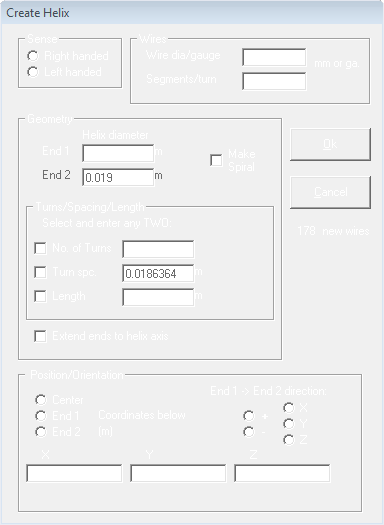 Create Helix
Sense
Right handed
Left handed
Wires
Wire dia/gauge
mm or ga.
Segments/turn
Geometry
Helix diameter
End 1 m
End 2 0.019 m
Make
Spiral
Ok
Cancel
178 new wires
Turns/Spacing/Length
Select and enter any TWO
No. of Turns
Turn spc. 0.0186364 m
Length m
Extend ends to helix axis
Position/Orientation
Center
End 1
End 2
Coordinates below
(m)
End 1 -> End 2 direction
+
-
X
Y
Z
X Y Z